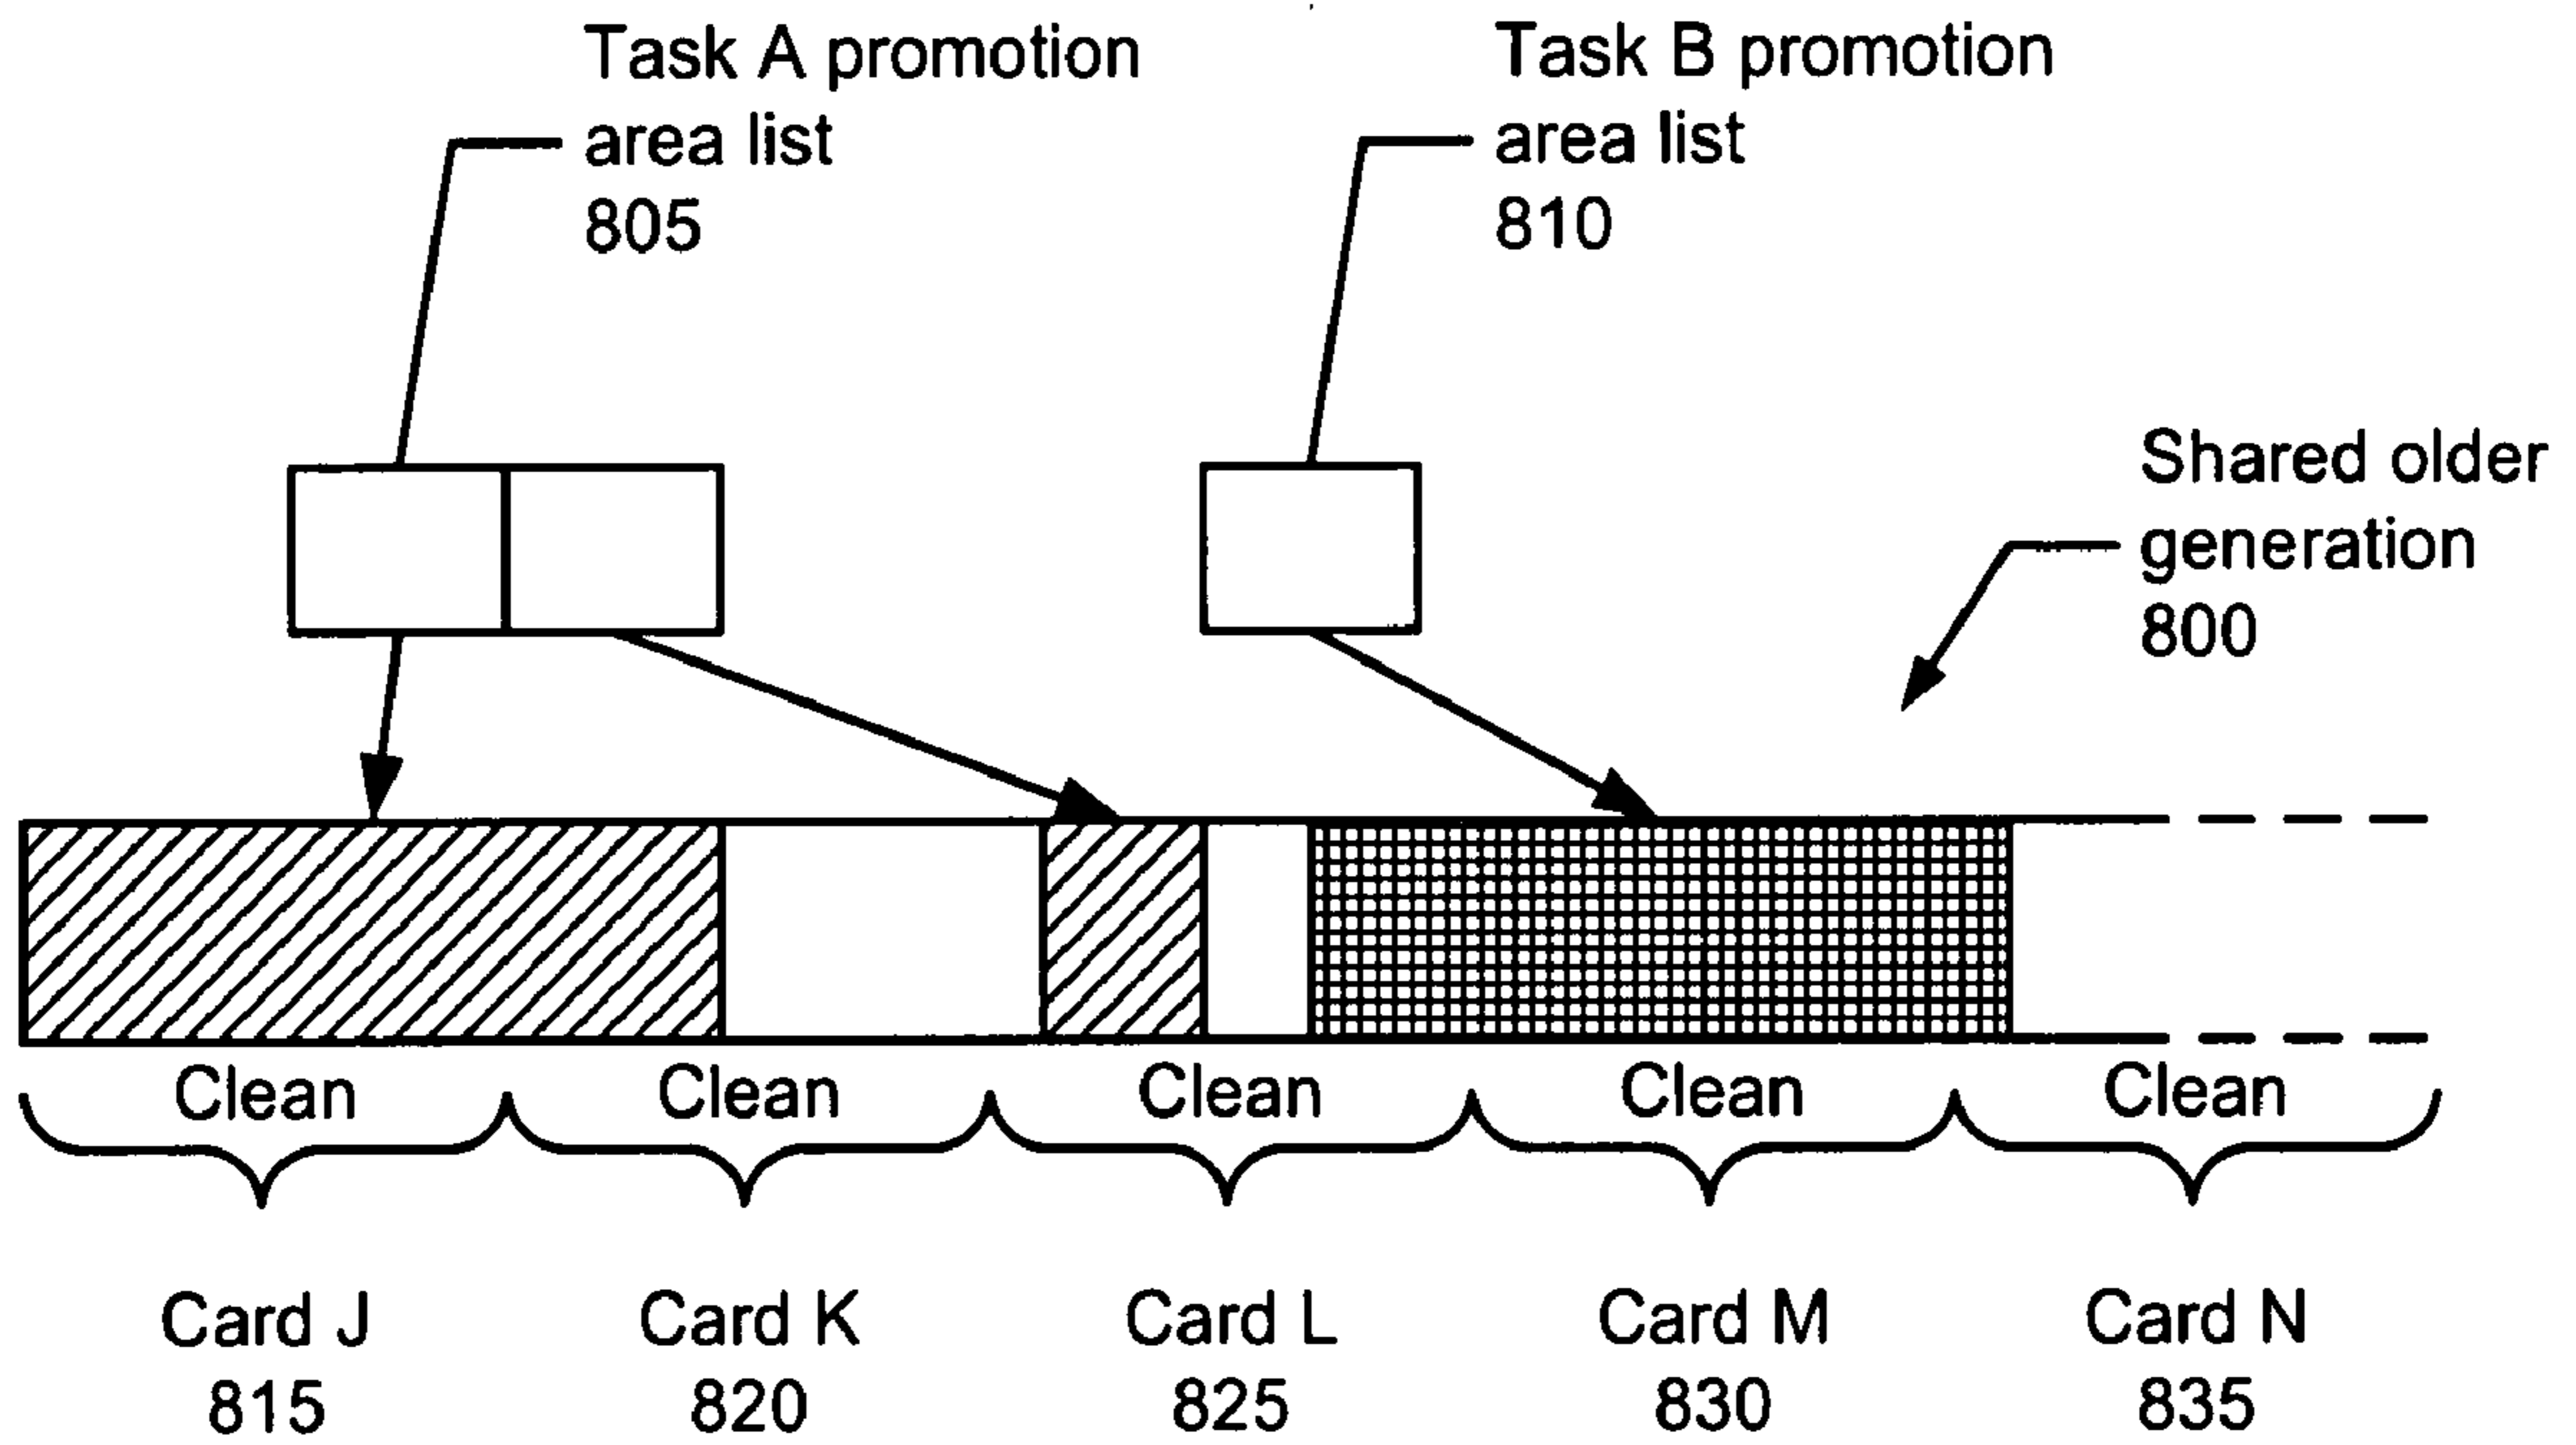 Task A promotion
area list
805
Task B promotion
area list
810
Shared older
generation
800
Clean
Clean
Clean
Clean
Clean
Card J
815
Card K
820
Card L
825
Card M
830
Card N
835